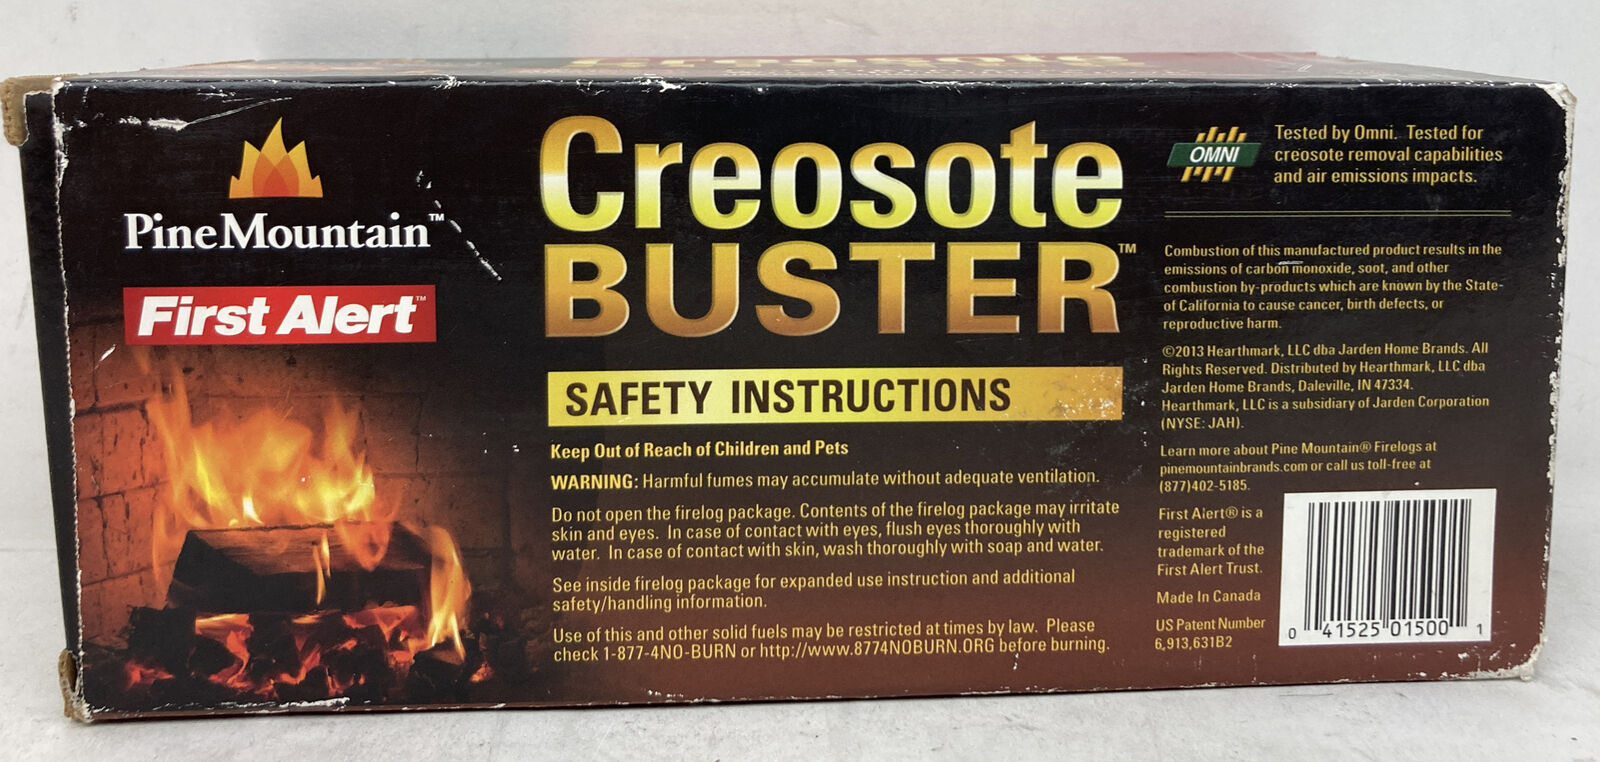 PineMountain™
First Alert™
Creosote
BUSTER™
SAFETY INSTRUCTIONS
Keep Out of Reach of Children and Pets
WARNING: Harmful fumes may accumulate without adequate ventilation.
Do not open the firelog package. Contents of the firelog package may irritate
skin and eyes. In case of contact with eyes, flush eyes thoroughly with
water. In case of contact with skin, wash thoroughly with soap and water.
See inside firelog package for expanded use instruction and additional
safety/handling information.
Use of this and other solid fuels may be restricted at times by law. Please
check 1-877-4NO-BURN or http://www.8774NOBURN.ORG before burning.
OMNI
Tested by Omni. Tested for
creosote removal capabilities
and air emissions impacts.
Combustion of this manufactured product results in the
emissions of carbon monoxide, soot, and other
combustion by-products which are known by the State-
of California to cause cancer, birth defects, or
reproductive harm.
©2013 Hearthmark, LLC dba Jarden Home Brands. All
Rights Reserved. Distributed by Hearthmark, LLC dba
Jarden Home Brands, Daleville, IN 47334.
Hearthmark, LLC is a subsidiary of Jarden Corporation
(NYSE: JAH).
Learn more about Pine Mountain® Firelogs at
pinemountainbrands.com or call us toll-free at
(877)402-5185.
First Alert® is a
registered
trademark of the
First Alert Trust.
Made In Canada
US Patent Number
6,913,631B2
0 41525 01500 1